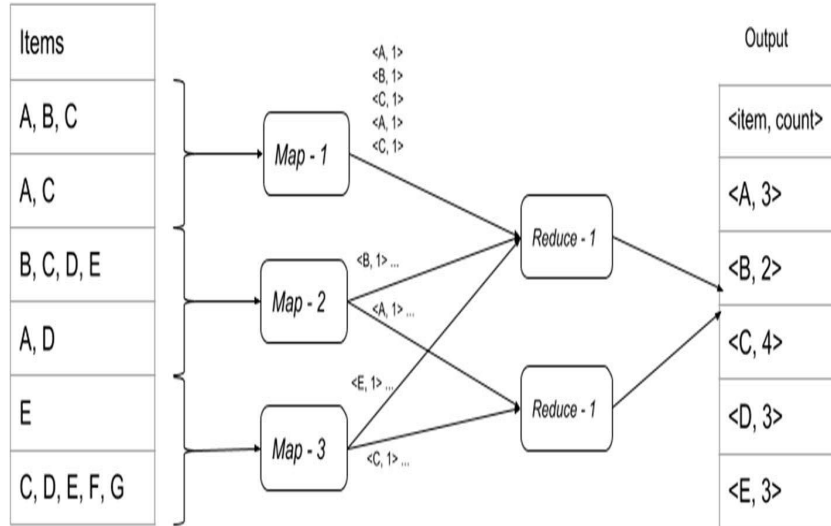 Items
A, B, C
A, C
B, C, D, E
A, D
E
C, D, E, F, G
Map - 1
Map - 2
Map - 3
<A, 1>
<B, 1>
<C, 1>
<A, 1>
<C, 1>
<B, 1> ...
<A, 1> ...
<E, 1> ...
<C, 1> ...
Reduce - 1
Reduce - 1
Output
<item, count>
<A, 3>
<B, 2>
<C, 4>
<D, 3>
<E, 3>